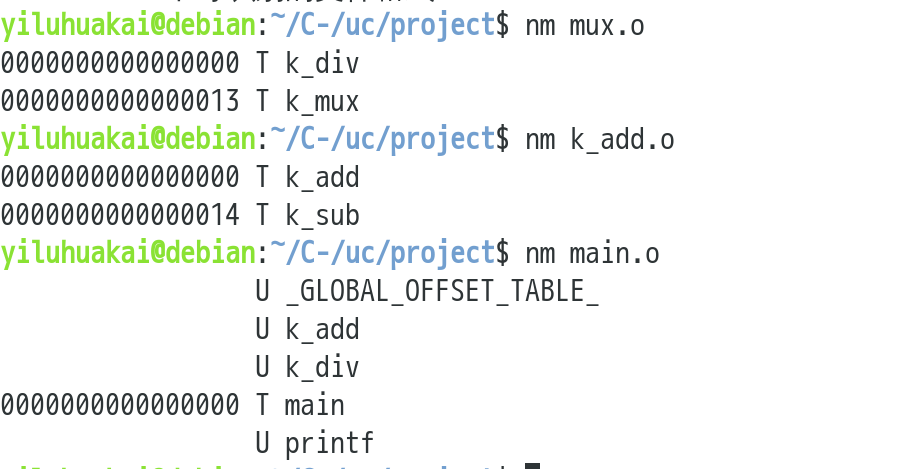 yiluhuakai@debian:~/C-/uc/project$ nm mux.o
0000000000000000 T k_div
0000000000000013 T k_mux
yiluhuakai@debian:~/C-/uc/project$ nm k_add.o
0000000000000000 T k_add
0000000000000014 T k_sub
yiluhuakai@debian:~/C-/uc/project$ nm main.o
U _GLOBAL_OFFSET_TABLE_
U k_add
U k_div
0000000000000000 T main
U printf